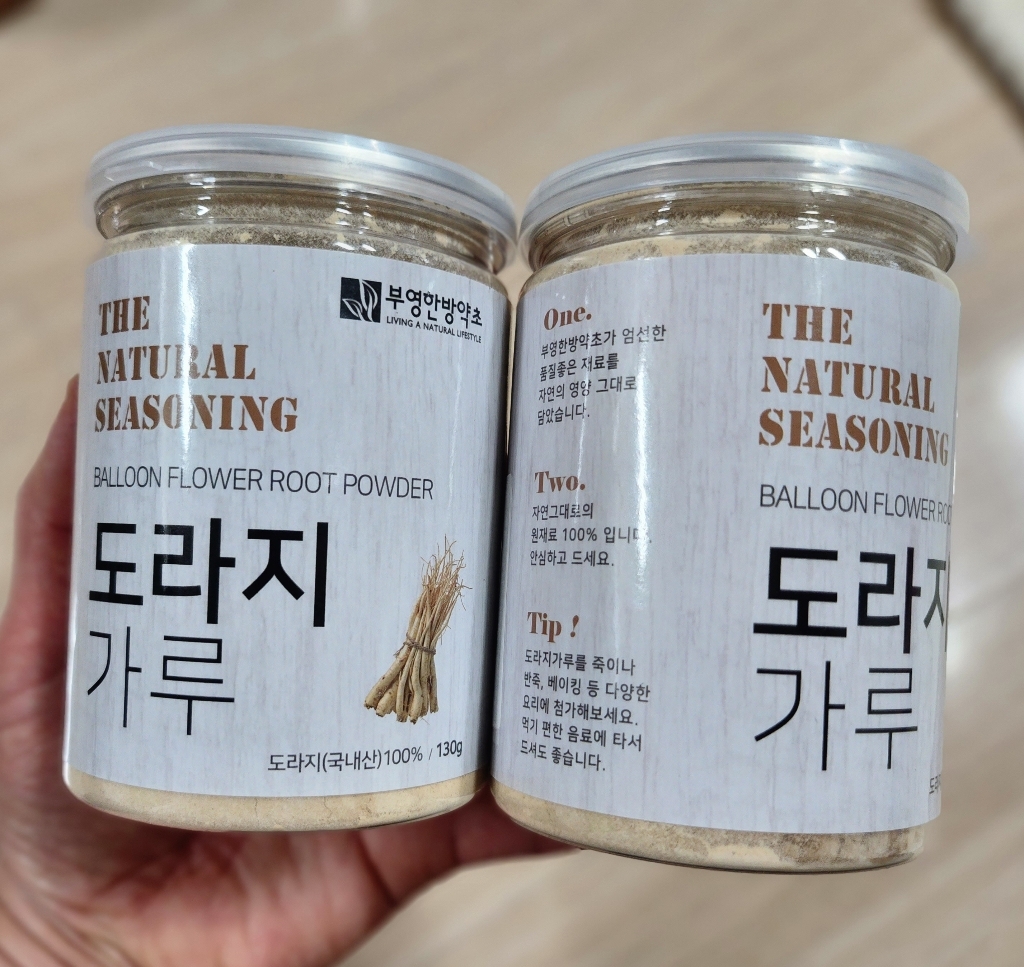 THE
NATURAL
SEASONING
부영한방약초
LIVING A NATURAL LIFESTYLE
BALLOON FLOWER ROOT POWDER
도라지
가루
도라지(국내산)100% / 130g
One.
부영한방약초가 엄선한
품질좋은 재료를
자연의 영양 그대로
담았습니다.
Two.
자연그대로의
원재료 100% 입니다.
안심하고 드세요.
Tip !
도라지가루를 죽이나
반죽, 베이킹 등 다양한
요리에 첨가해보세요.
먹기 편한 음료에 타서
드셔도 좋습니다.
THE
NATURAL
SEASONING
BALLOON FLOWER
도라지
가루